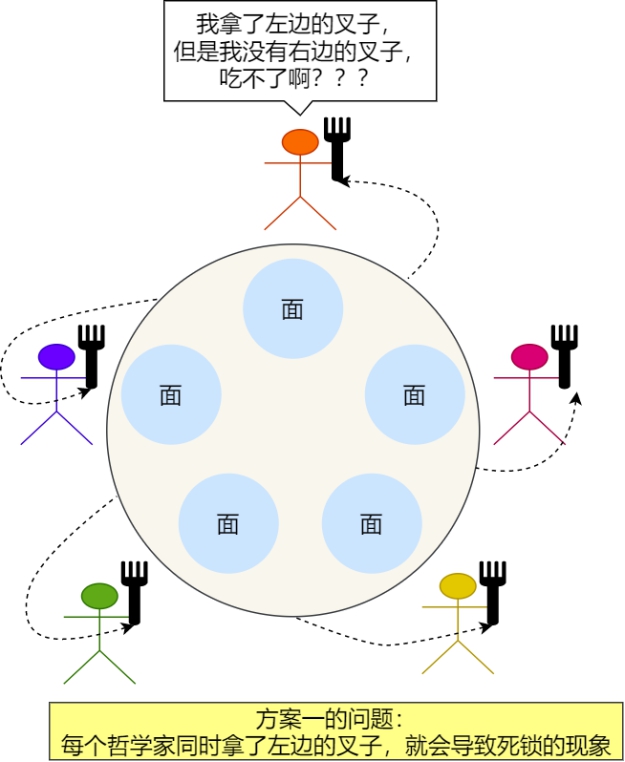 我拿了左边的叉子，
但是我没有右边的叉子，
吃不了啊？？？
面
面
面
面
面
方案一的问题：
每个哲学家同时拿了左边的叉子，就会导致死锁的现象